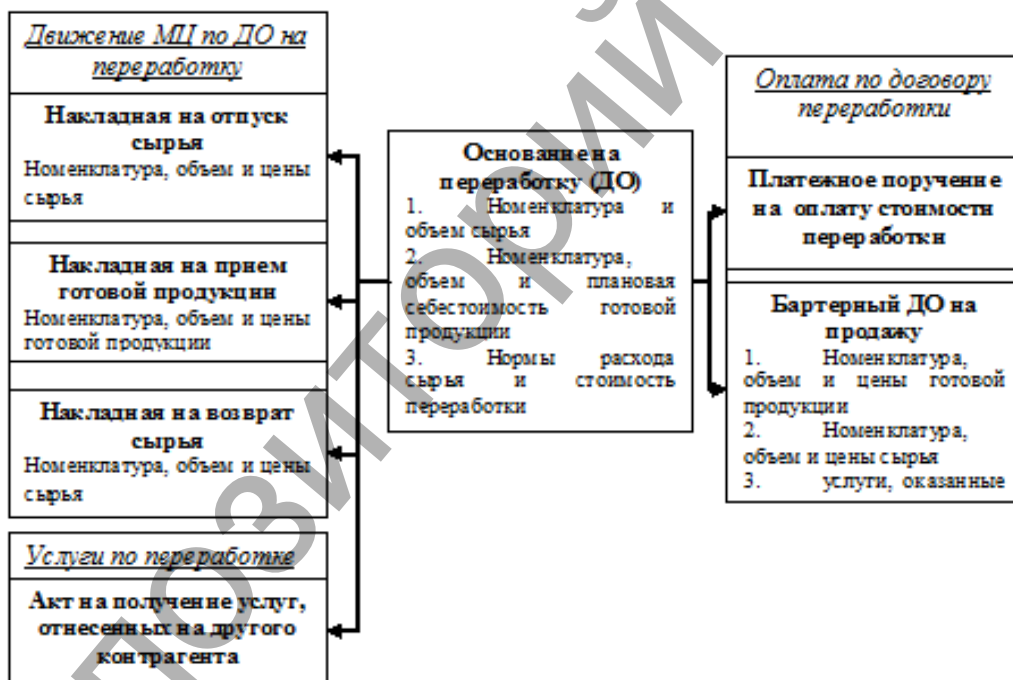 Движение МЦ по ДО на
переработку
Накладная на отпуск
сырья
Номенклатура, объем и цены
сырья
Накладная на прием
готовой продукции
Номенклатура, объем и цены
готовой продукции
Накладная на возврат
сырья
Номенклатура, объем и цены
сырья
Услуги по переработке
Акт на получение услуг,
отнесенных на другого
контрагента
Основание на
переработку (ДО)
1. Номенклатура и
объем сырья
2. Номенклатура,
объем и плановая
себестоимость готовой
продукции
3. Нормы расхода
сырья и стоимость
переработки
Оплата по договору
переработки
Платежное поручение
на оплату стоимости
переработки
Бартерный ДО на
продажу
1. Номенклатура,
объем и цены готовой
продукции
2. Номенклатура,
объем и цены сырья
3. услуги, оказанные